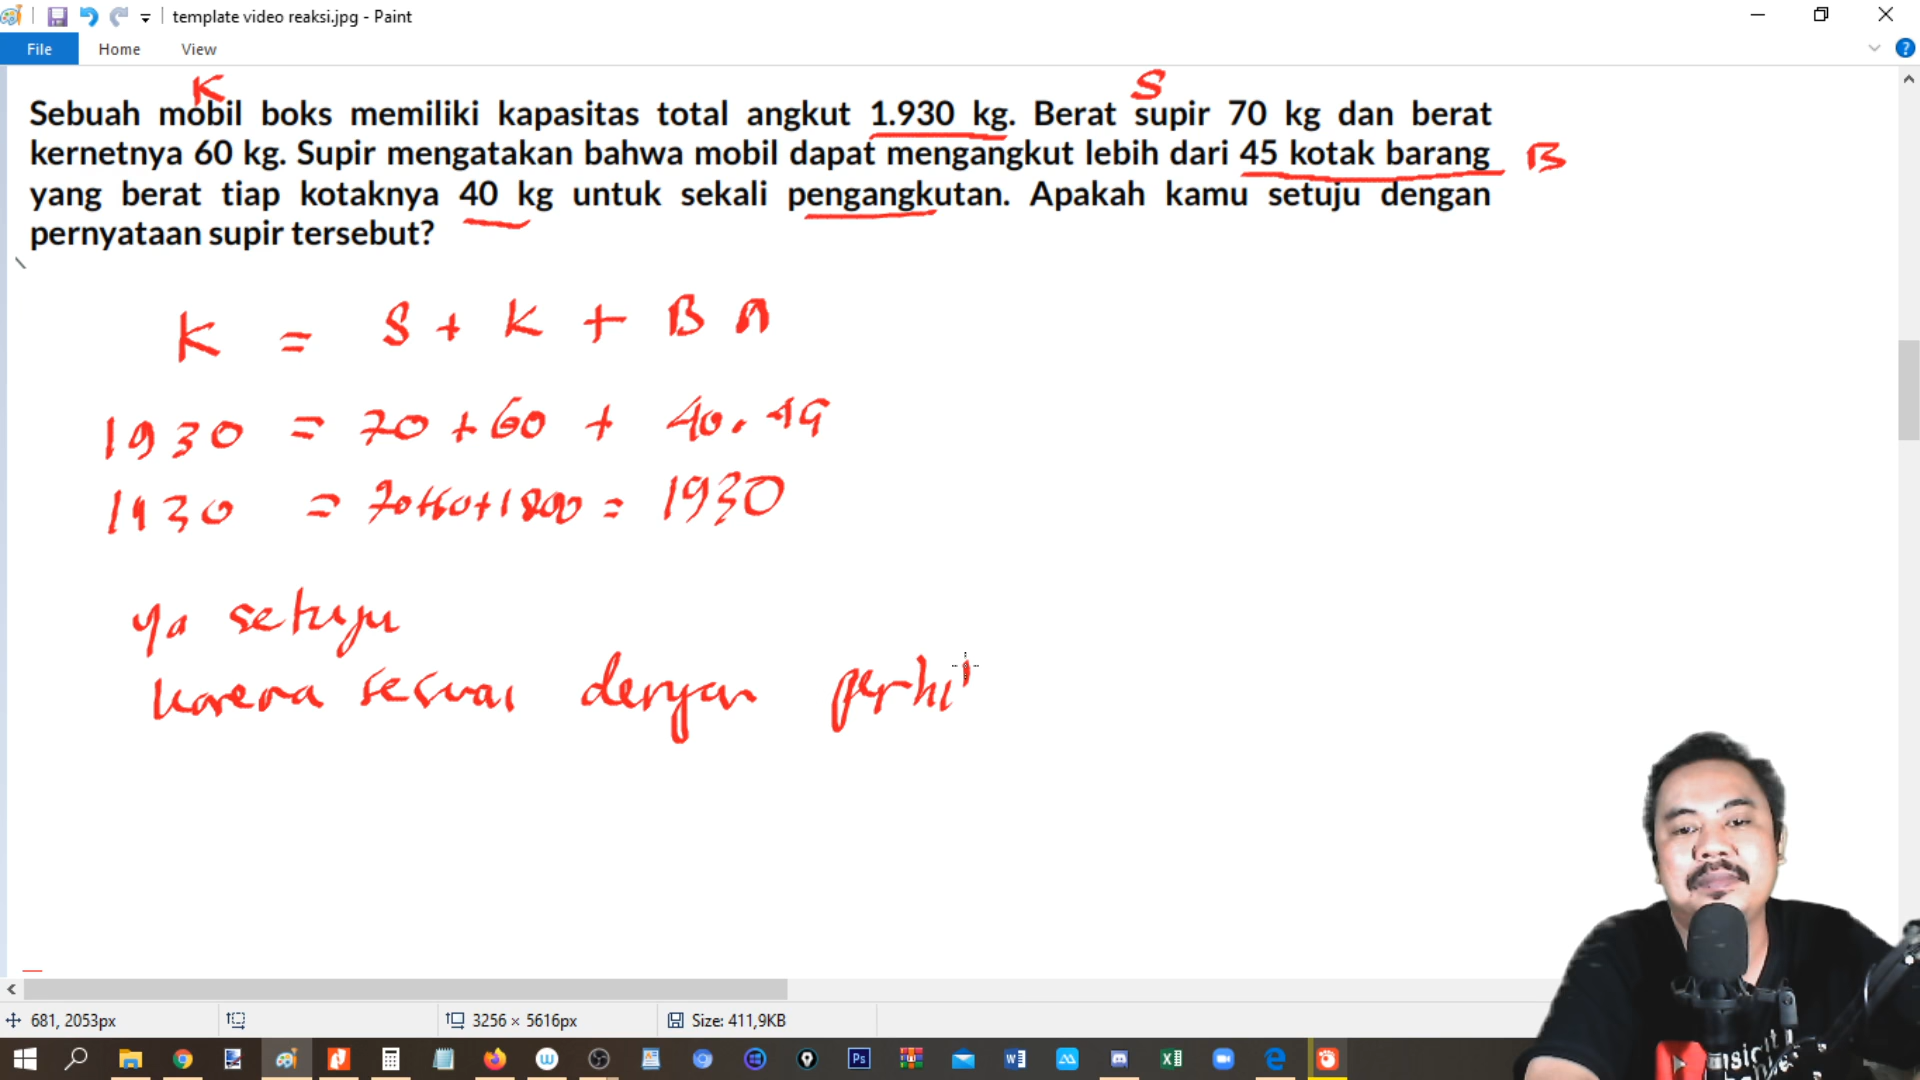 template video reaksi.jpg - Paint
File Home View
K S
Sebuah mobil boks memiliki kapasitas total angkut 1.930 kg. Berat supir 70 kg dan berat
kernetnya 60 kg. Supir mengatakan bahwa mobil dapat mengangkut lebih dari 45 kotak barang B
yang berat tiap kotaknya 40 kg untuk sekali pengangkutan. Apakah kamu setuju dengan
pernyataan supir tersebut?
K = S + K + B
1930 = 70 + 60 + 40.
1930 = 70+60+1800 = 1930
ya setuju
karena sesuai dengan perhi
681, 2053px 3256 × 5616px Size: 411,9KB